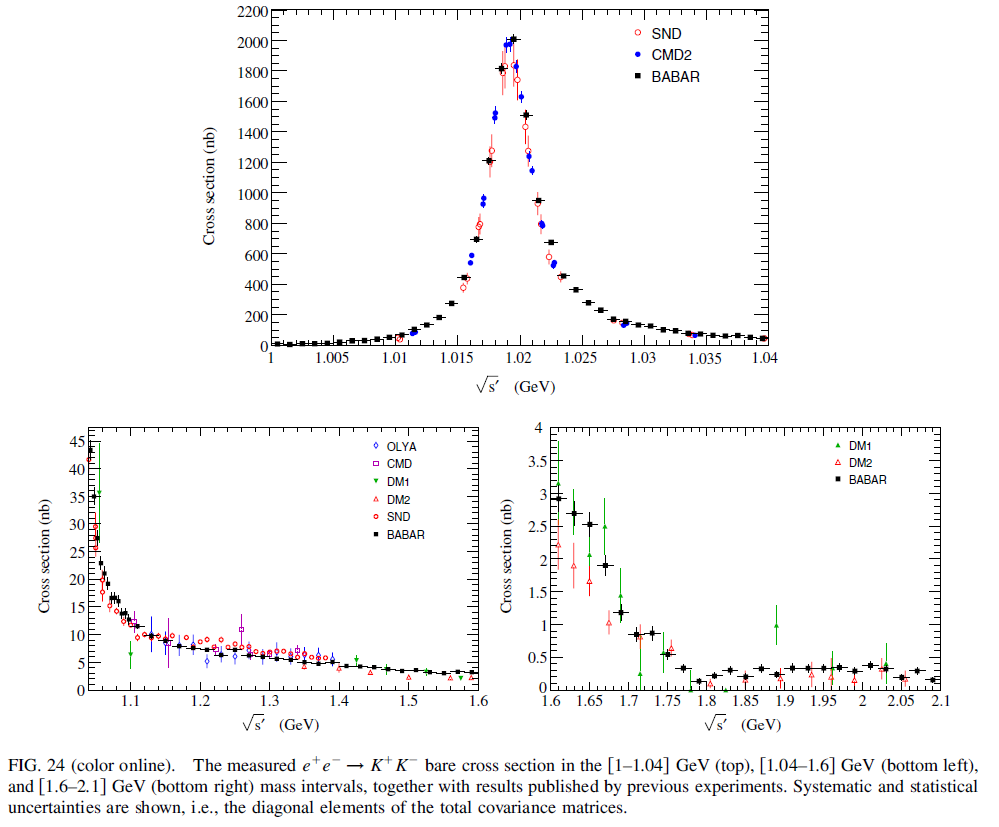 2200
2000
1800
1600
1400
1200
1000
800
600
400
200
0
Cross section (nb)
SND
CMD2
BABAR
1 1.005 1.01 1.015 1.02 1.025 1.03 1.035 1.04
√s′ (GeV)
45
40
35
30
25
20
15
10
5
0
Cross section (nb)
OLYA
CMD
DM1
DM2
SND
BABAR
1.1 1.2 1.3 1.4 1.5 1.6
√s′ (GeV)
4
3.5
3
2.5
2
1.5
1
0.5
0
Cross section (nb)
DM1
DM2
BABAR
1.6 1.65 1.7 1.75 1.8 1.85 1.9 1.95 2 2.05 2.1
√s′ (GeV)
FIG. 24 (color online). The measured e⁺e⁻ → K⁺K⁻ bare cross section in the [1–1.04] GeV (top), [1.04–1.6] GeV (bottom left),
and [1.6–2.1] GeV (bottom right) mass intervals, together with results published by previous experiments. Systematic and statistical
uncertainties are shown, i.e., the diagonal elements of the total covariance matrices.